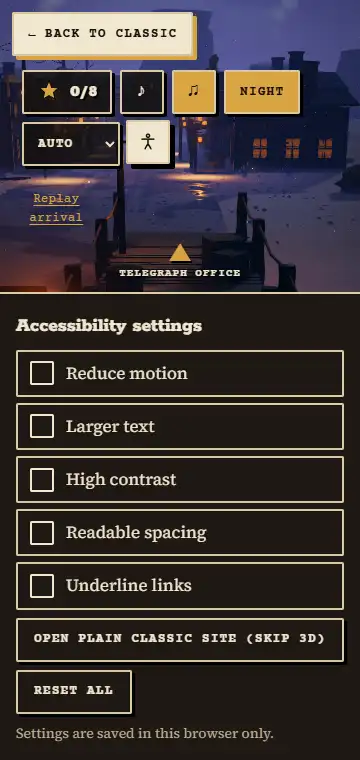 ← BACK TO CLASSIC
★ 0/8 ♪ ♫ NIGHT
AUTO
Replay
arrival
TELEGRAPH OFFICE
Accessibility settings
Reduce motion
Larger text
High contrast
Readable spacing
Underline links
OPEN PLAIN CLASSIC SITE (SKIP 3D)
RESET ALL
Settings are saved in this browser only.